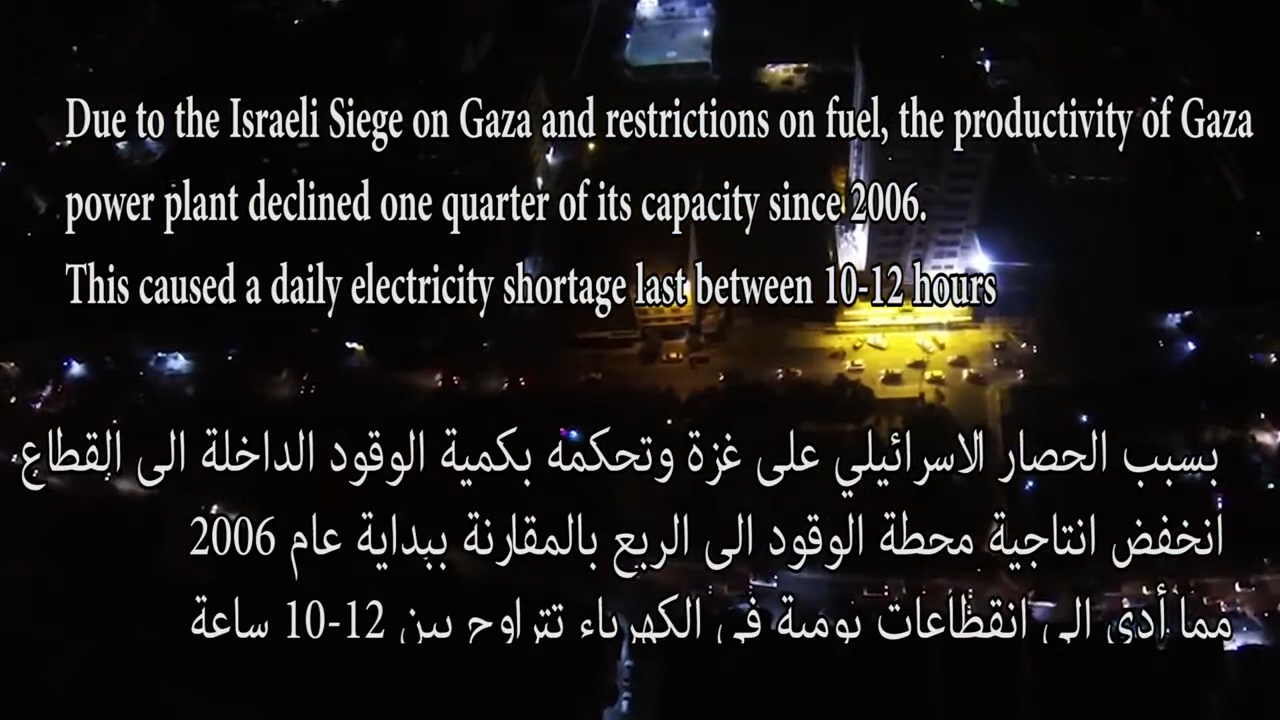 Due to the Israeli Siege on Gaza and restrictions on fuel, the productivity of Gaza
power plant declined one quarter of its capacity since 2006.
This caused a daily electricity shortage last between 10-12 hours
بسبب الحصار الاسرائيلي على غزة وتحكمه بكمية الوقود الداخلة الى القطاع
انخفض انتاجية محطة الوقود الى الربع بالمقارنة ببداية عام 2006
مما أدى الى انقطاعات يومية في الكهرباء تتراوح بين 12-10 ساعة